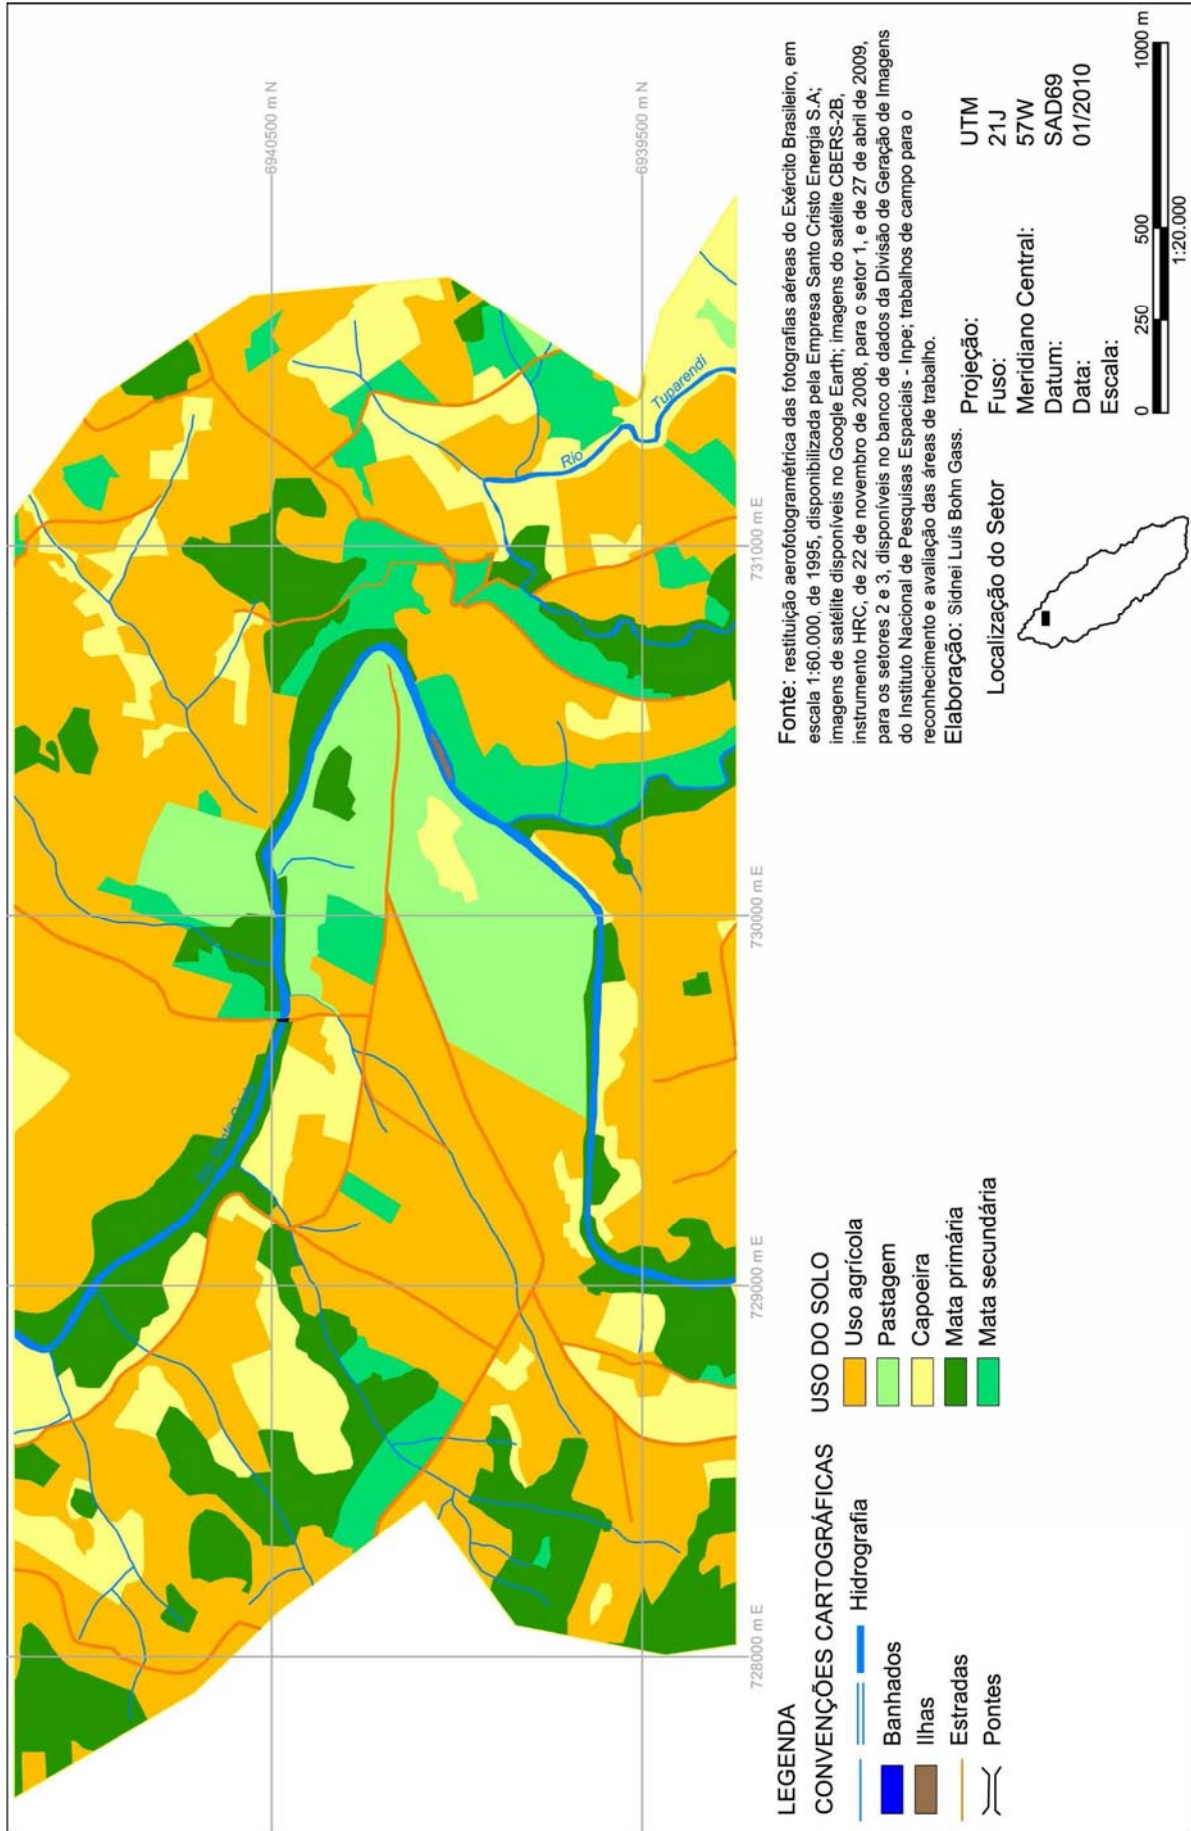 6940500 m N
6939500 m N
728000 m E
729000 m E
730000 m E
731000 m E
Rio
Tuparendi
LEGENDA
CONVENÇÕES CARTOGRÁFICAS
Hidrografia
Banhados
Ilhas
Estradas
Pontes
USO DO SOLO
Uso agrícola
Pastagem
Capoeira
Mata primária
Mata secundária
Fonte: restituição aerofotogramétrica das fotografias aéreas do Exército Brasileiro, em
escala 1:60.000, de 1995, disponibilizada pela Empresa Santo Cristo Energia S.A;
imagens de satélite disponíveis no Google Earth; imagens do satélite CBERS-2B,
instrumento HRC, de 22 de novembro de 2008, para o setor 1, e de 27 de abril de 2009,
para os setores 2 e 3, disponíveis no banco de dados da Divisão de Geração de Imagens
do Instituto Nacional de Pesquisas Espaciais - Inpe; trabalhos de campo para o
reconhecimento e avaliação das áreas de trabalho.
Elaboração: Sidnei Luís Bohn Gass.
Localização do Setor
Projeção: UTM
Fuso: 21J
Meridiano Central: 57W
Datum: SAD69
Data: 01/2010
Escala:
0 250 500 1000 m
1:20.000